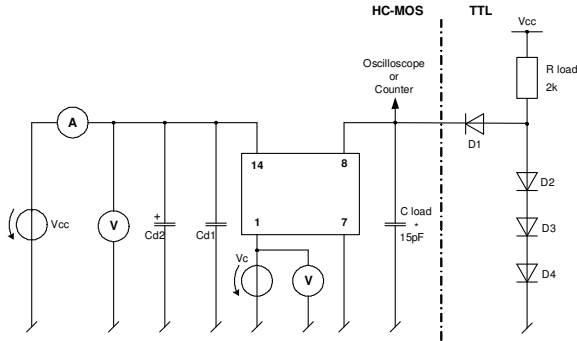 HC-MOS TTL
Vcc
Oscilloscope
or
Counter
R load
2k
A
14 8
D1
V
Vcc
+
Cd2
Cd1
1 7
C load
*
15pF
D2
D3
D4
Vc
V